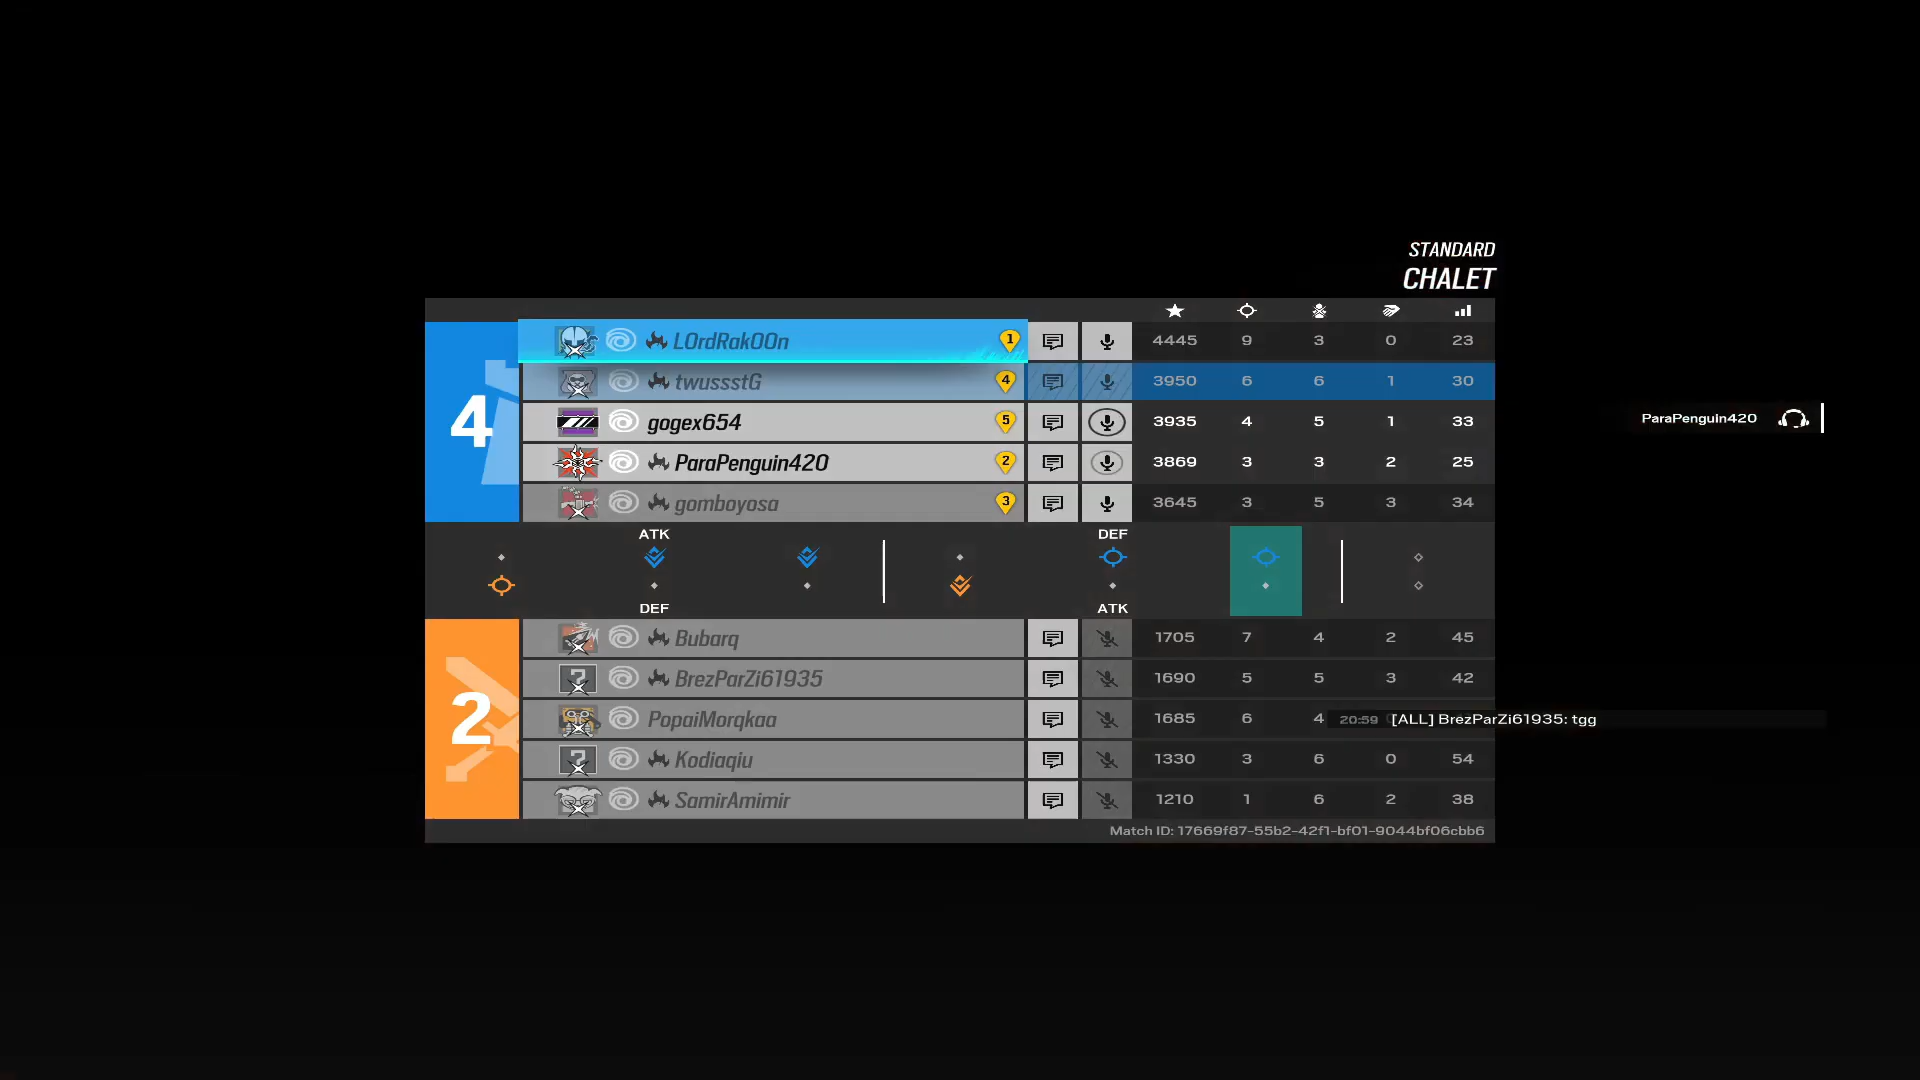 STANDARD
CHALET
4
L0rdRak00n 1 4445 9 3 0 23
twussstG 4 3950 6 6 1 30
gogex654 5 3935 4 5 1 33
ParaPenguin420 2 3869 3 3 2 25
gomboyosa 3 3645 3 5 3 34
ParaPenguin420
ATK DEF
DEF ATK
2
Bubarq 1705 7 4 2 45
BrezParZi61935 1690 5 5 3 42
PopaiMorqkaa 1685 6 4
20:59 [ALL] BrezParZi61935: tgg
Kodiaqiu 1330 3 6 0 54
SamirAmimir 1210 1 6 2 38
Match ID: 17669f87-55b2-42f1-bf01-9044bf06cbb6